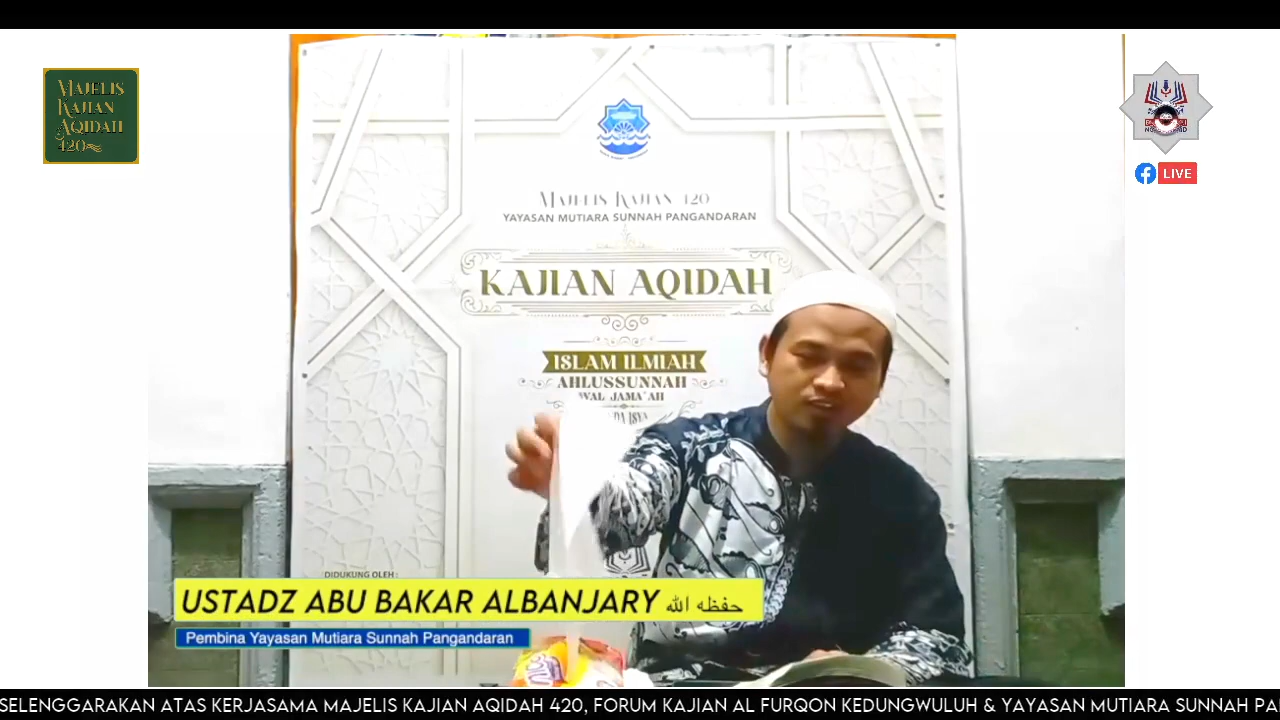 MAJELIS
KAJIAN
AQIDAH
420
LIVE
MAJELIS KAJIAN 420
YAYASAN MUTIARA SUNNAH PANGANDARAN
KAJIAN AQIDAH
ISLAM ILMIAH
AHLUSSUNNAH
WAL JAMA'AH
DIDUKUNG OLEH :
USTADZ ABU BAKAR ALBANJARY حفظه الله
Pembina Yayasan Mutiara Sunnah Pangandaran
SELENGGARAKAN ATAS KERJASAMA MAJELIS KAJIAN AQIDAH 420, FORUM KAJIAN AL FURQON KEDUNGWULUH & YAYASAN MUTIARA SUNNAH PA